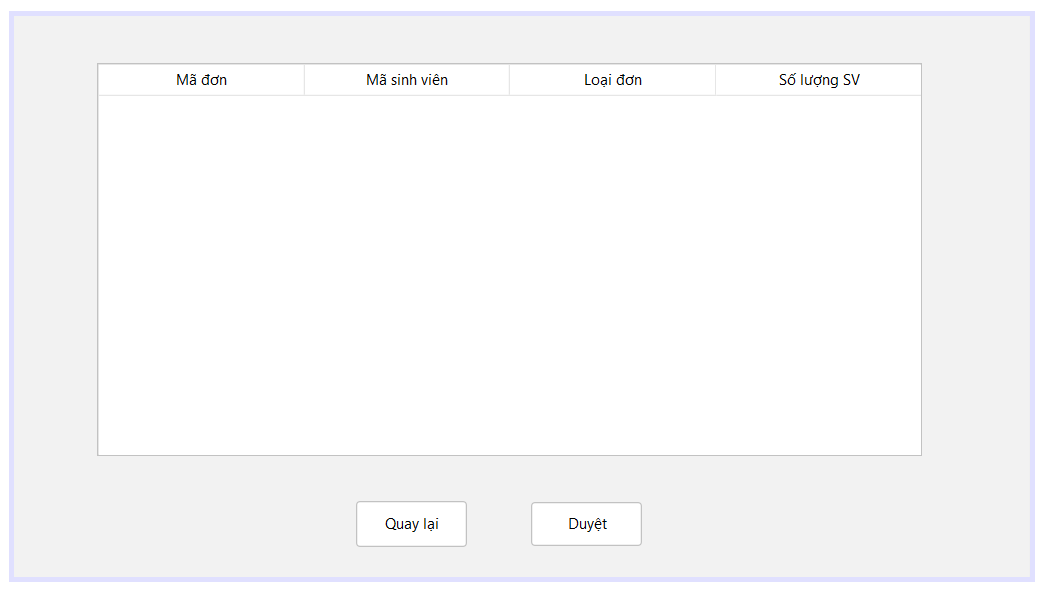 Mã đơn Mã sinh viên Loại đơn Số lượng SV
Quay lại Duyệt